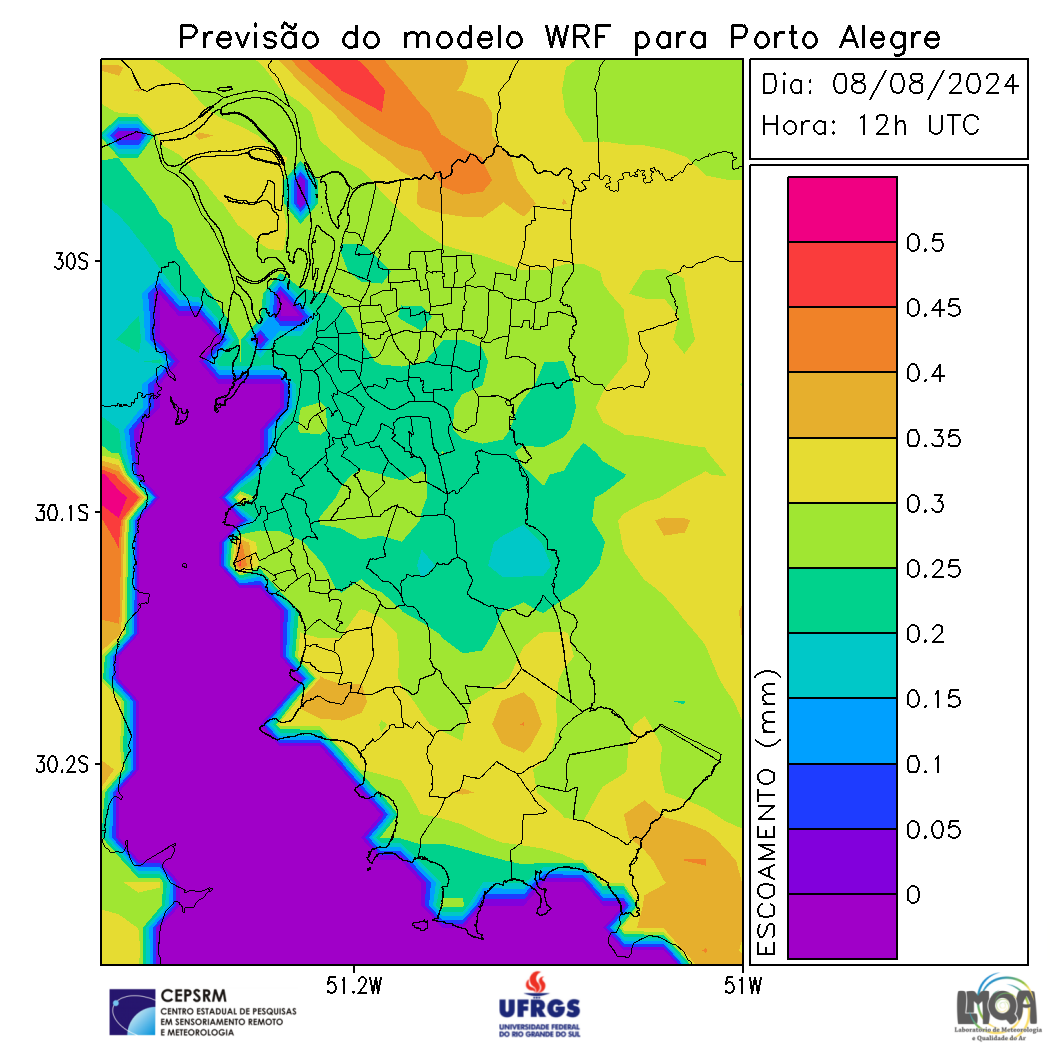 Previsão do modelo WRF para Porto Alegre
Dia: 08/08/2024
Hora: 12h UTC
30S
30.1S
30.2S
51.2W
51W
0.5
0.45
0.4
0.35
0.3
0.25
0.2
0.15
0.1
0.05
0
ESCOAMENTO (mm)
CEPSRM
CENTRO ESTADUAL DE PESQUISAS
EM SENSORIAMENTO REMOTO
E METEOROLOGIA
UFRGS
UNIVERSIDADE FEDERAL
DO RIO GRANDE DO SUL
LMQA
Laboratório de Meteorologia
e Qualidade do Ar